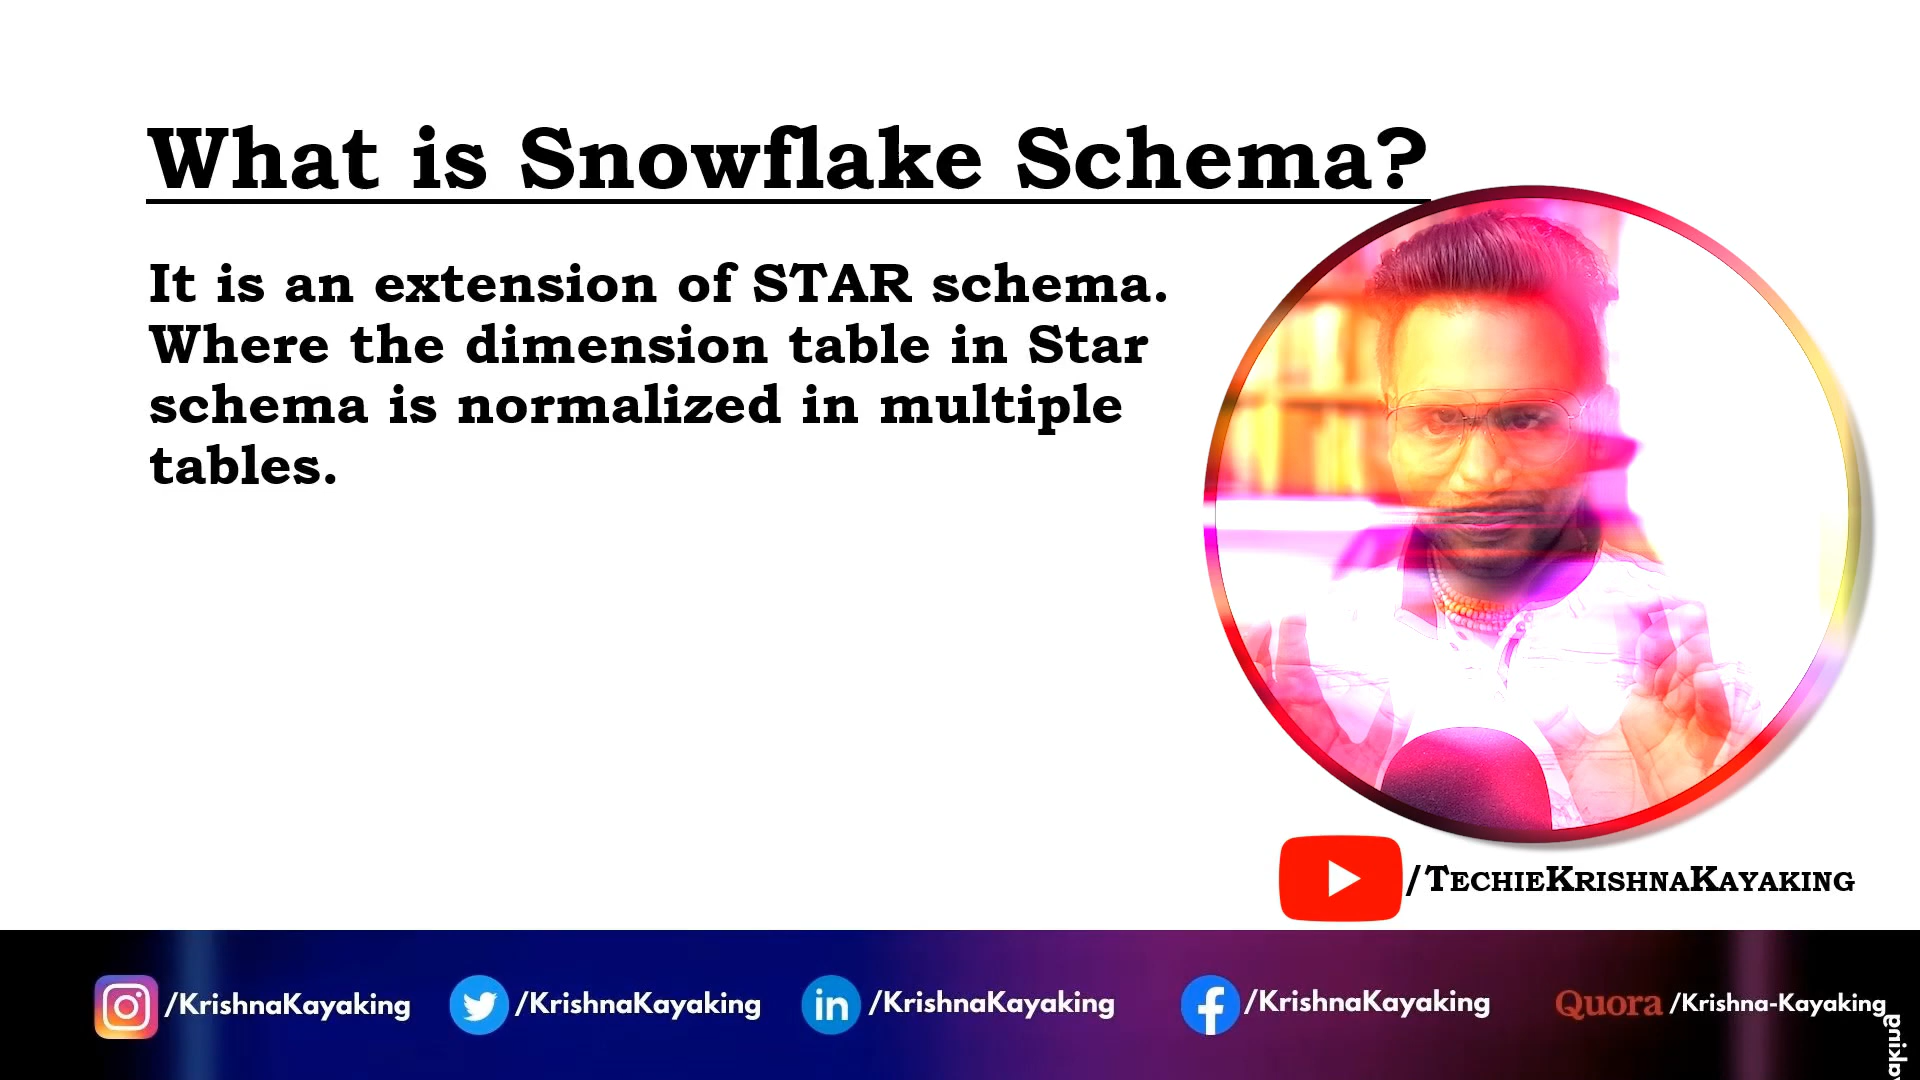 What is Snowflake Schema?
It is an extension of STAR schema.
Where the dimension table in Star
schema is normalized in multiple
tables.
/TechieKrishnaKayaking
/KrishnaKayaking
/KrishnaKayaking
in /KrishnaKayaking
/KrishnaKayaking
Quora /Krishna-Kayaking